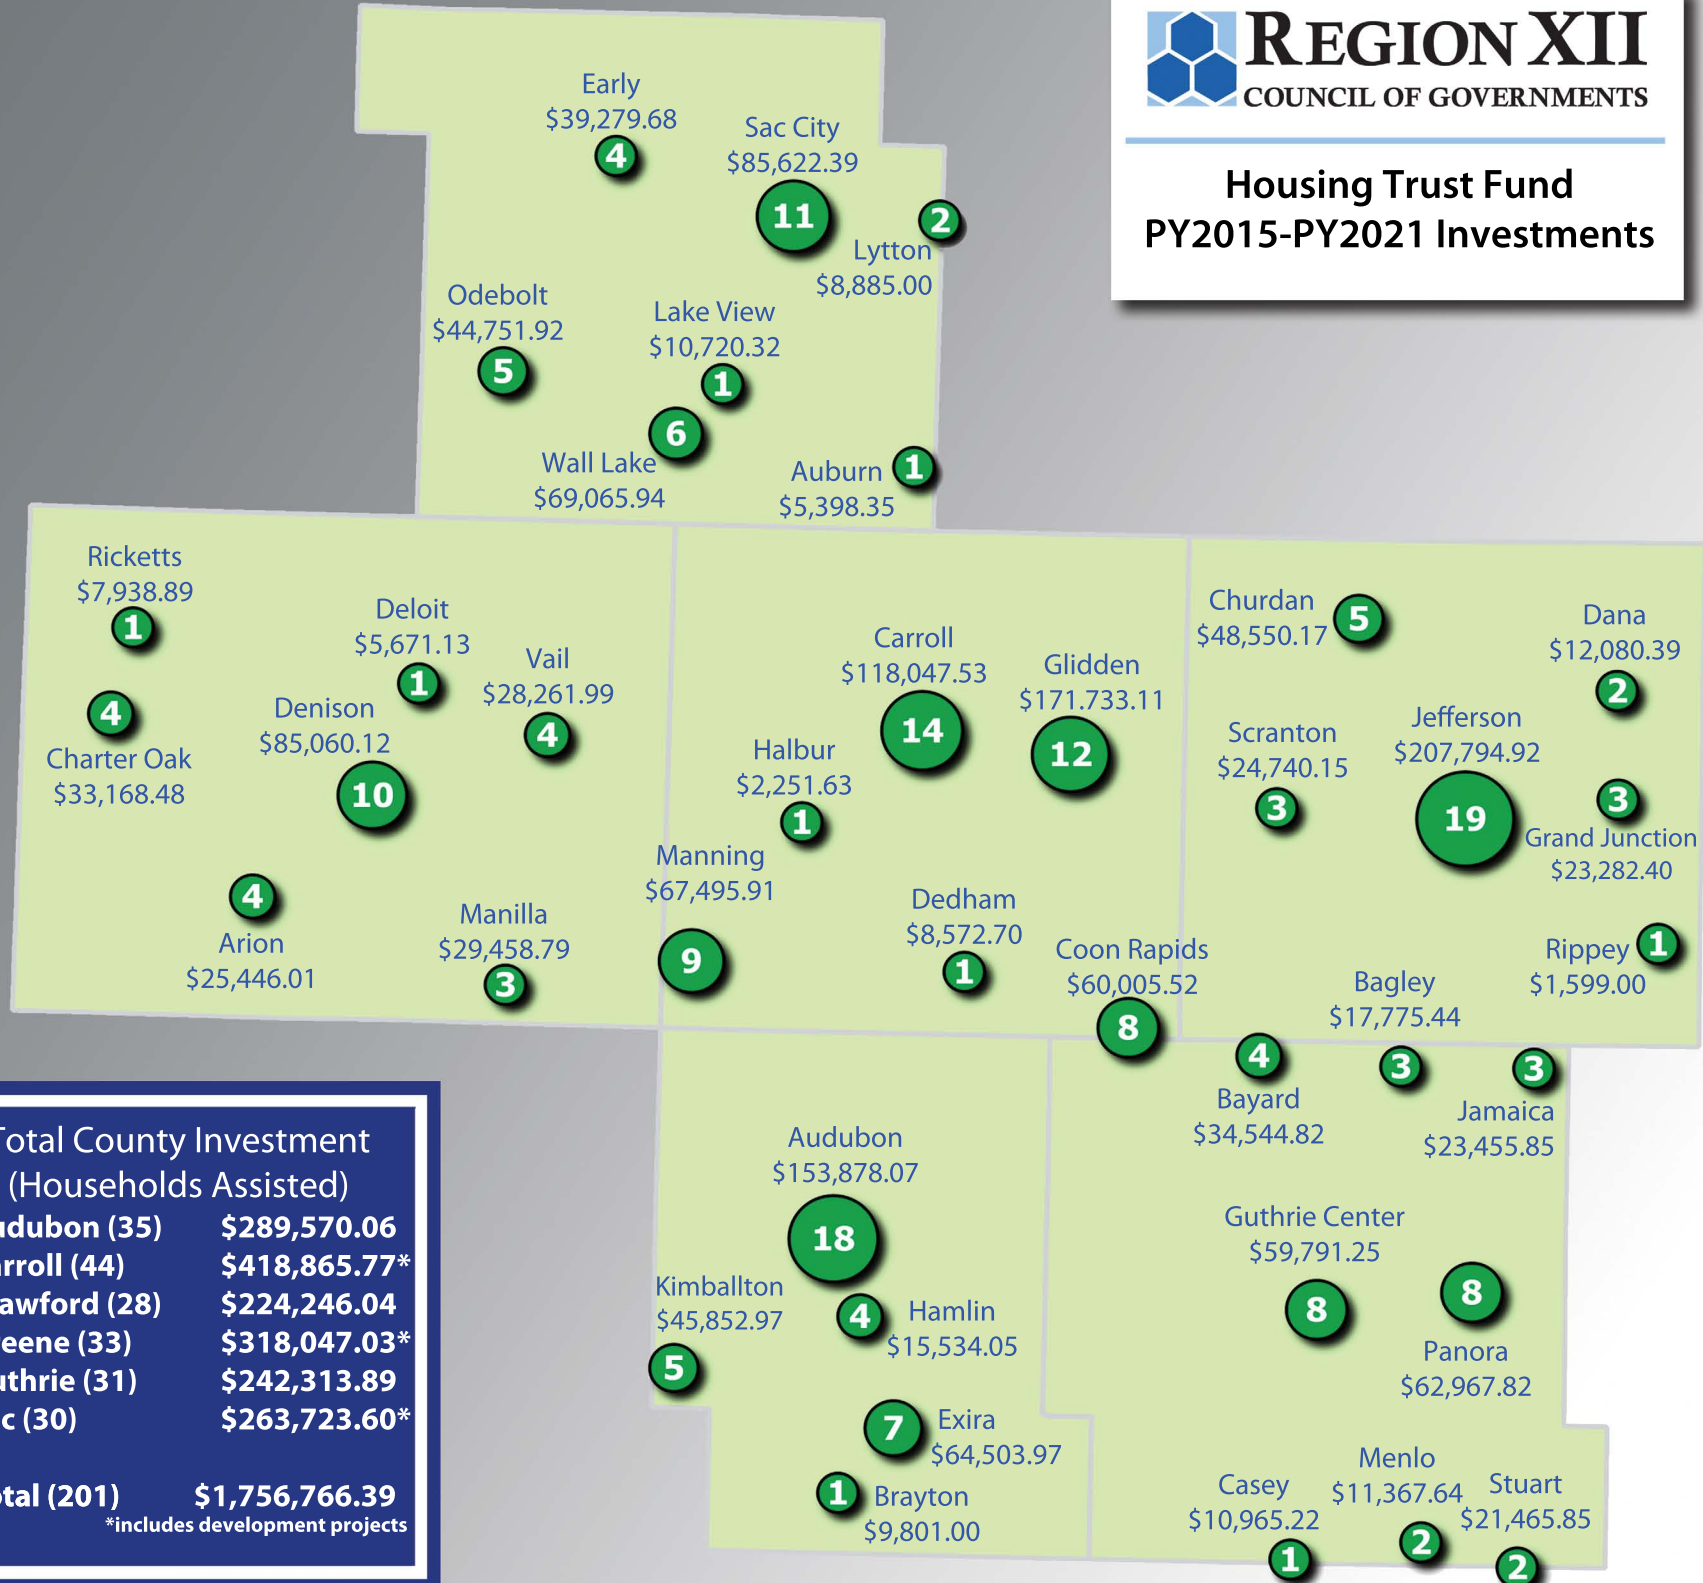 REGION XII
COUNCIL OF GOVERNMENTS
Housing Trust Fund
PY2015-PY2021 Investments
Early
$39,279.68
4
Sac City
$85,622.39
11
2
Lytton
$8,885.00
Odebolt
$44,751.92
5
Lake View
$10,720.32
1
6
Wall Lake
$69,065.94
Auburn
$5,398.35
1
Ricketts
$7,938.89
1
4
Charter Oak
$33,168.48
Deloit
$5,671.13
1
Denison
$85,060.12
10
Vail
$28,261.99
4
4
Arion
$25,446.01
Manilla
$29,458.79
3
Carroll
$118,047.53
14
Glidden
$171.733.11
12
Halbur
$2,251.63
1
Manning
$67,495.91
9
Dedham
$8,572.70
1
Coon Rapids
$60,005.52
8
Churdan
$48,550.17
5
Dana
$12,080.39
2
Scranton
$24,740.15
3
Jefferson
$207,794.92
19
3
Grand Junction
$23,282.40
Rippey
$1,599.00
1
Bagley
$17,775.44
3
4
Bayard
$34,544.82
3
Jamaica
$23,455.85
Audubon
$153,878.07
18
Kimballton
$45,852.97
5
4
Hamlin
$15,534.05
7
Exira
$64,503.97
1
Brayton
$9,801.00
Guthrie Center
$59,791.25
8
8
Panora
$62,967.82
Casey
$10,965.22
1
Menlo
$11,367.64
2
Stuart
$21,465.85
2
County Investment
(Households Assisted)
(35) $289,570.06
(44) $418,865.77*
(28) $224,246.04
(33) $318,047.03*
(31) $242,313.89
(30) $263,723.60*
(201) $1,756,766.39
*includes development projects